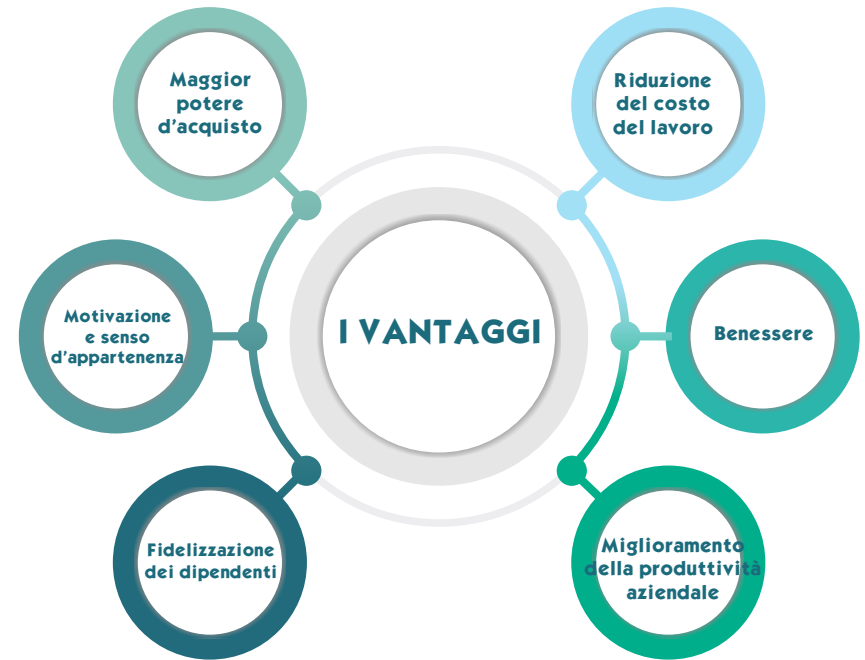 Maggior
potere
d'acquisto
Riduzione
del costo
del lavoro
Motivazione
e senso
d'appartenenza
I VANTAGGI
Benessere
Fidelizzazione
dei dipendenti
Miglioramento
della produttività
aziendale